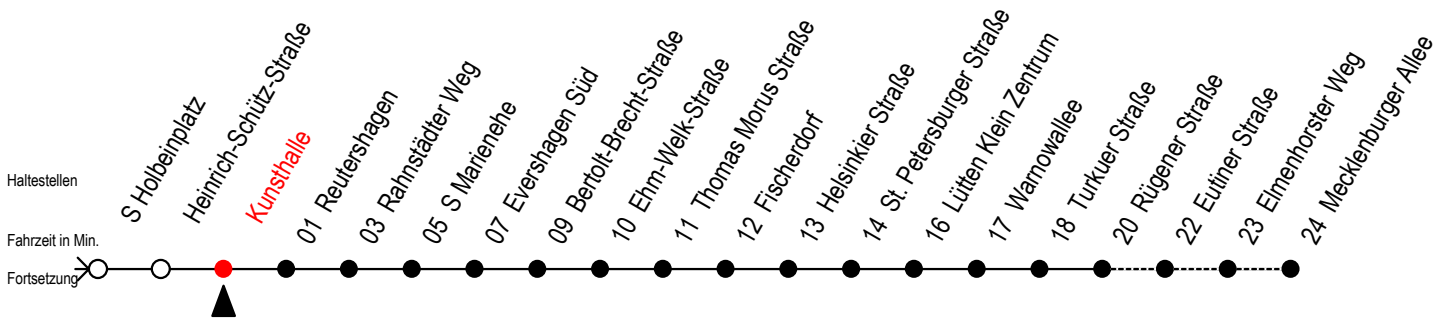 Haltestellen
Fahrzeit in Min.
Fortsetzung
S Holbeinplatz
Heinrich-Schütz-Straße
Kunsthalle
01 Reutershagen
03 Rahnstädter Weg
05 S Marienehe
07 Evershagen Süd
09 Bertolt-Brecht-Straße
10 Ehm-Welk-Straße
11 Thomas Morus Straße
12 Fischerdorf
13 Helsinkier Straße
14 St. Petersburger Straße
16 Lütten Klein Zentrum
17 Warnowallee
18 Turkuer Straße
20 Rügener Straße
22 Eutiner Straße
23 Elmenhorster Weg
24 Mecklenburger Allee